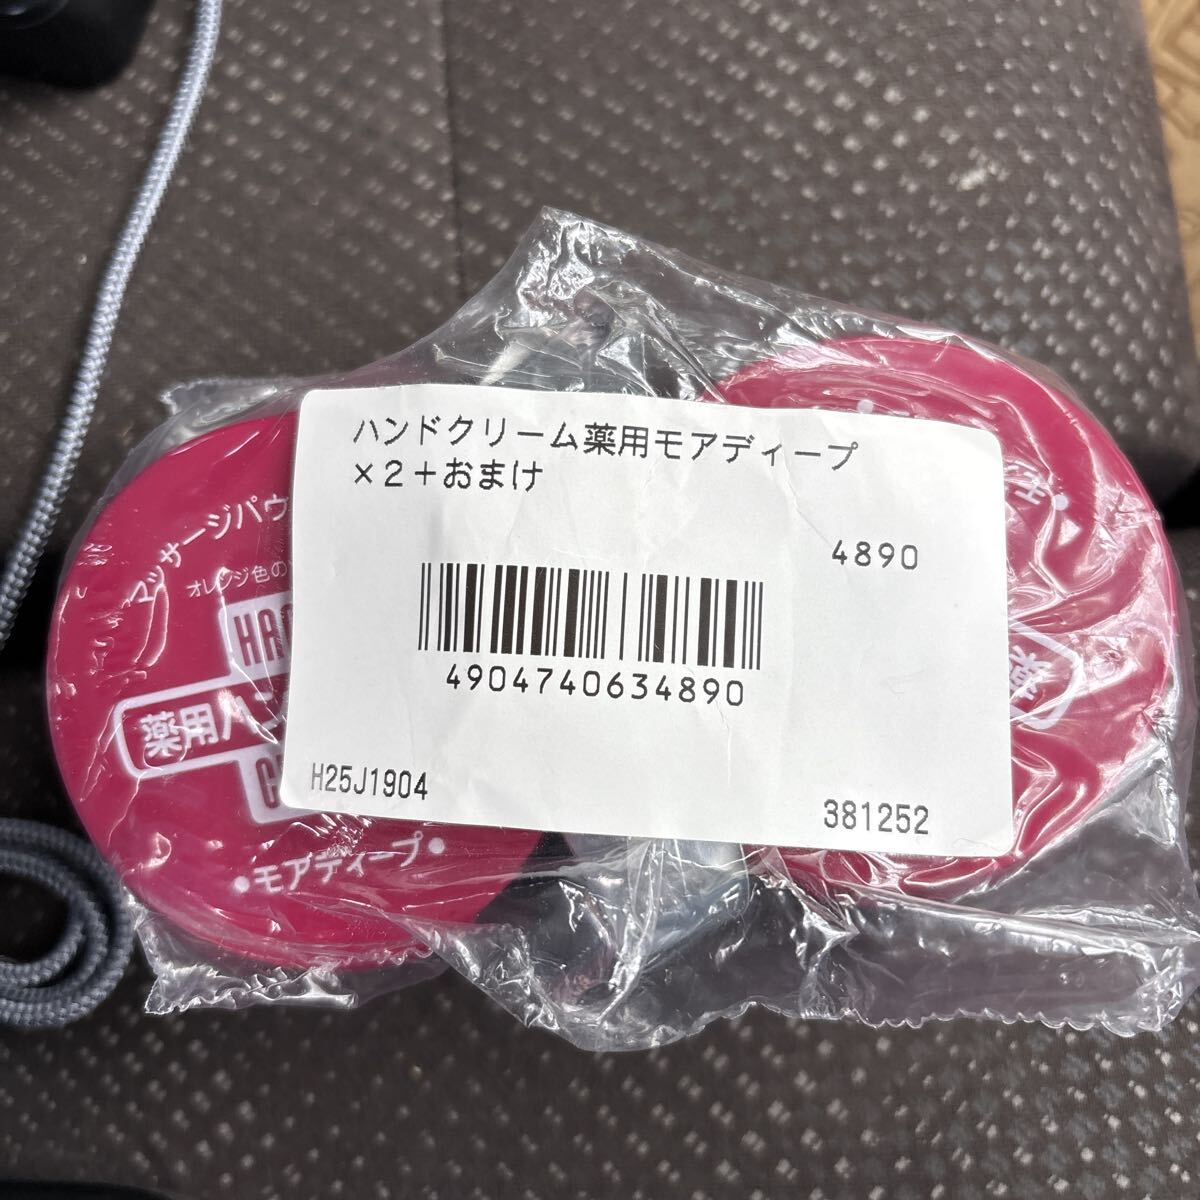 ハンドクリーム薬用モアディープ
×2+おまけ
4890
4904740634890
H25J1904
381252
マッサージパウ
オレンジ色の
薬用ハン
•モアディープ•
薬